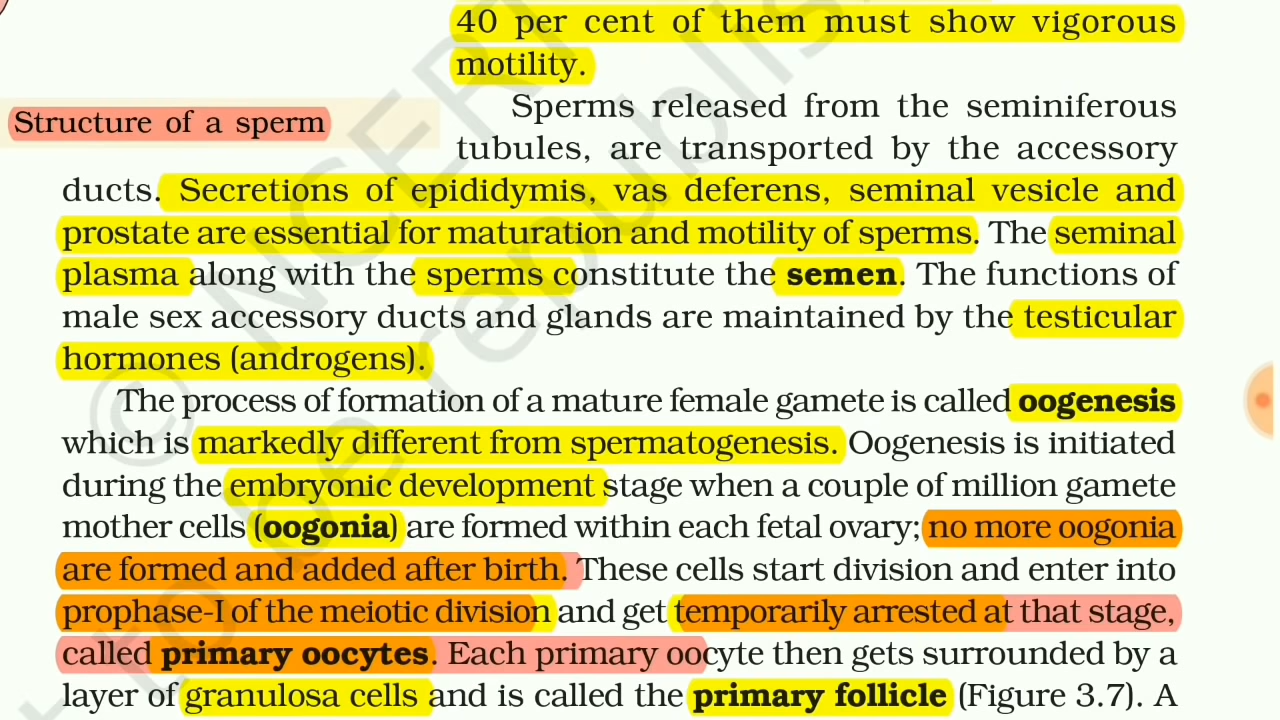 40 per cent of them must show vigorous
motility.
Structure of a sperm
Sperms released from the seminiferous
tubules, are transported by the accessory
ducts. Secretions of epididymis, vas deferens, seminal vesicle and
prostate are essential for maturation and motility of sperms. The seminal
plasma along with the sperms constitute the semen. The functions of
male sex accessory ducts and glands are maintained by the testicular
hormones (androgens).
The process of formation of a mature female gamete is called oogenesis
which is markedly different from spermatogenesis. Oogenesis is initiated
during the embryonic development stage when a couple of million gamete
mother cells (oogonia) are formed within each fetal ovary; no more oogonia
are formed and added after birth. These cells start division and enter into
prophase-I of the meiotic division and get temporarily arrested at that stage,
called primary oocytes. Each primary oocyte then gets surrounded by a
layer of granulosa cells and is called the primary follicle (Figure 3.7). A
© NCERT
to be republis